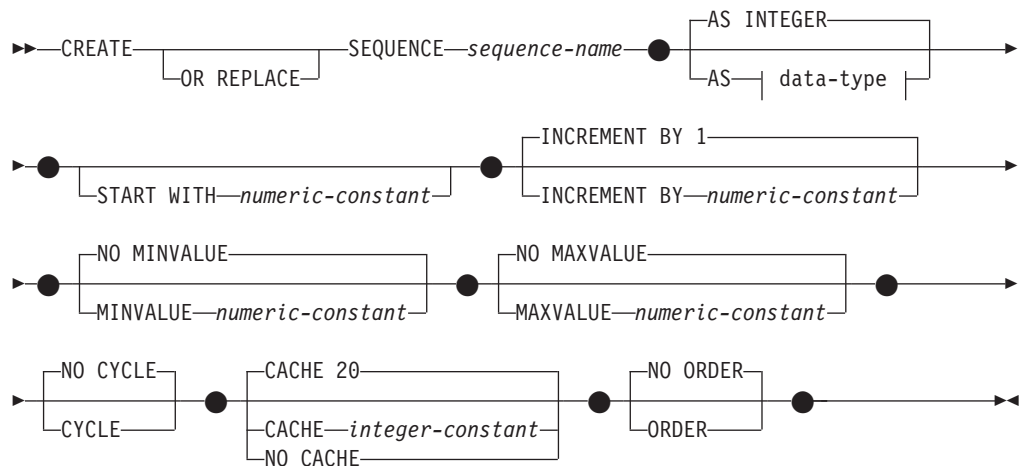 AS INTEGER
CREATE SEQUENCE sequence-name
OR REPLACE AS data-type
INCREMENT BY 1
START WITH numeric-constant INCREMENT BY numeric-constant
NO MINVALUE NO MAXVALUE
MINVALUE numeric-constant MAXVALUE numeric-constant
NO CYCLE CACHE 20 NO ORDER
CYCLE CACHE integer-constant ORDER
NO CACHE